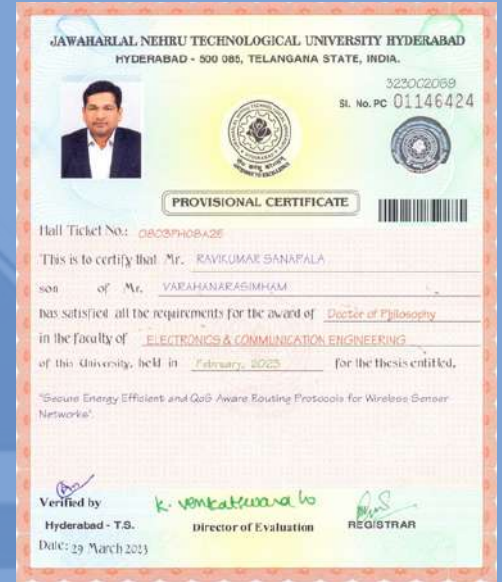 JAWAHARLAL NEHRU TECHNOLOGICAL UNIVERSITY HYDERABAD
HYDERABAD - 500 085, TELANGANA STATE, INDIA.
323002069
Sl. No. PC 01146424
PROVISIONAL CERTIFICATE
Hall Ticket No.: 0803PH08A25
This is to certify that Mr. RAVIKUMAR SANAPALA
son of Mr. VARAHANARASIMHAM
has satisfied all the requirements for the award of Doctor of Philosophy
in the faculty of ELECTRONICS & COMMUNICATION ENGINEERING
of this University, held in February, 2023 for the thesis entitled,
"Secure Energy Efficient and QoS Aware Routing Protocols for Wireless Sensor
Networks".
Verified by
Hyderabad - T.S. Director of Evaluation REGISTRAR
Date: 29 March 2023